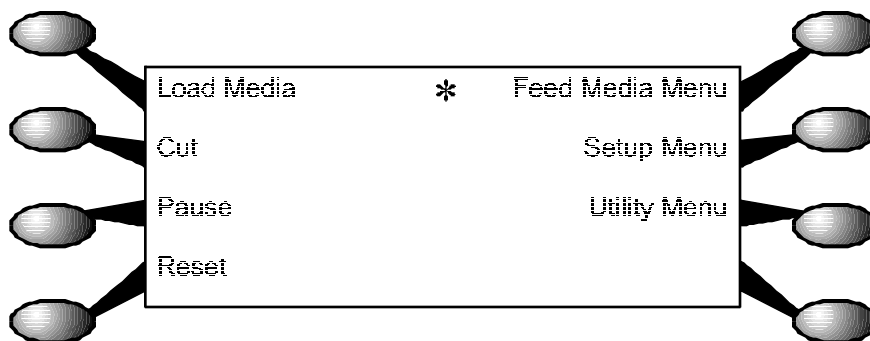 Load Media * Feed Media Menu
Cut Setup Menu
Pause Utility Menu
Reset